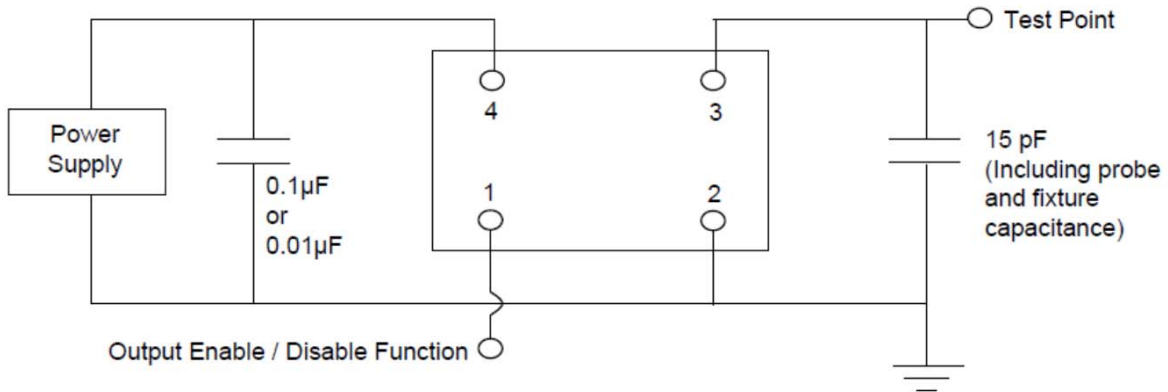 Test Point
4
3
Power
Supply
15 pF
(Including probe
and fixture
capacitance)
0.1µF
or
0.01µF
1
2
Output Enable / Disable Function